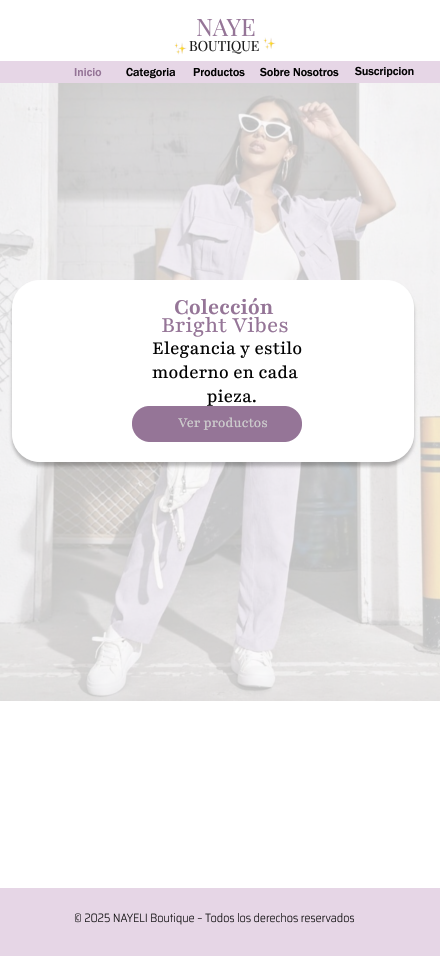 NAYE
✨BOUTIQUE✨
Inicio Categoria Productos Sobre Nosotros Suscripcion
Colección
Bright Vibes
Elegancia y estilo
moderno en cada
pieza.
Ver productos
© 2025 NAYELI Boutique – Todos los derechos reservados